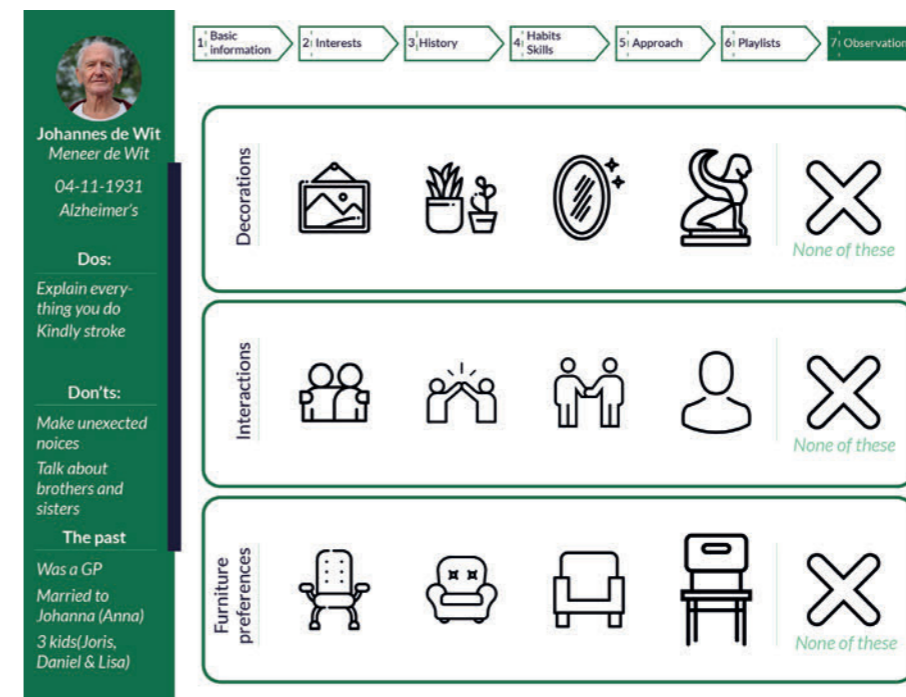 1 Basic information
2 Interests
3 History
4 Habits Skills
5 Approach
6 Playlists
7 Observation
Johannes de Wit
Meneer de Wit
04-11-1931
Alzheimer's
Dos:
Explain every-
thing you do
Kindly stroke
Don'ts:
Make unexected
noices
Talk about
brothers and
sisters
The past
Was a GP
Married to
Johanna (Anna)
3 kids(Joris,
Daniel & Lisa)
Decorations
None of these
Interactions
None of these
Furniture
preferences
None of these